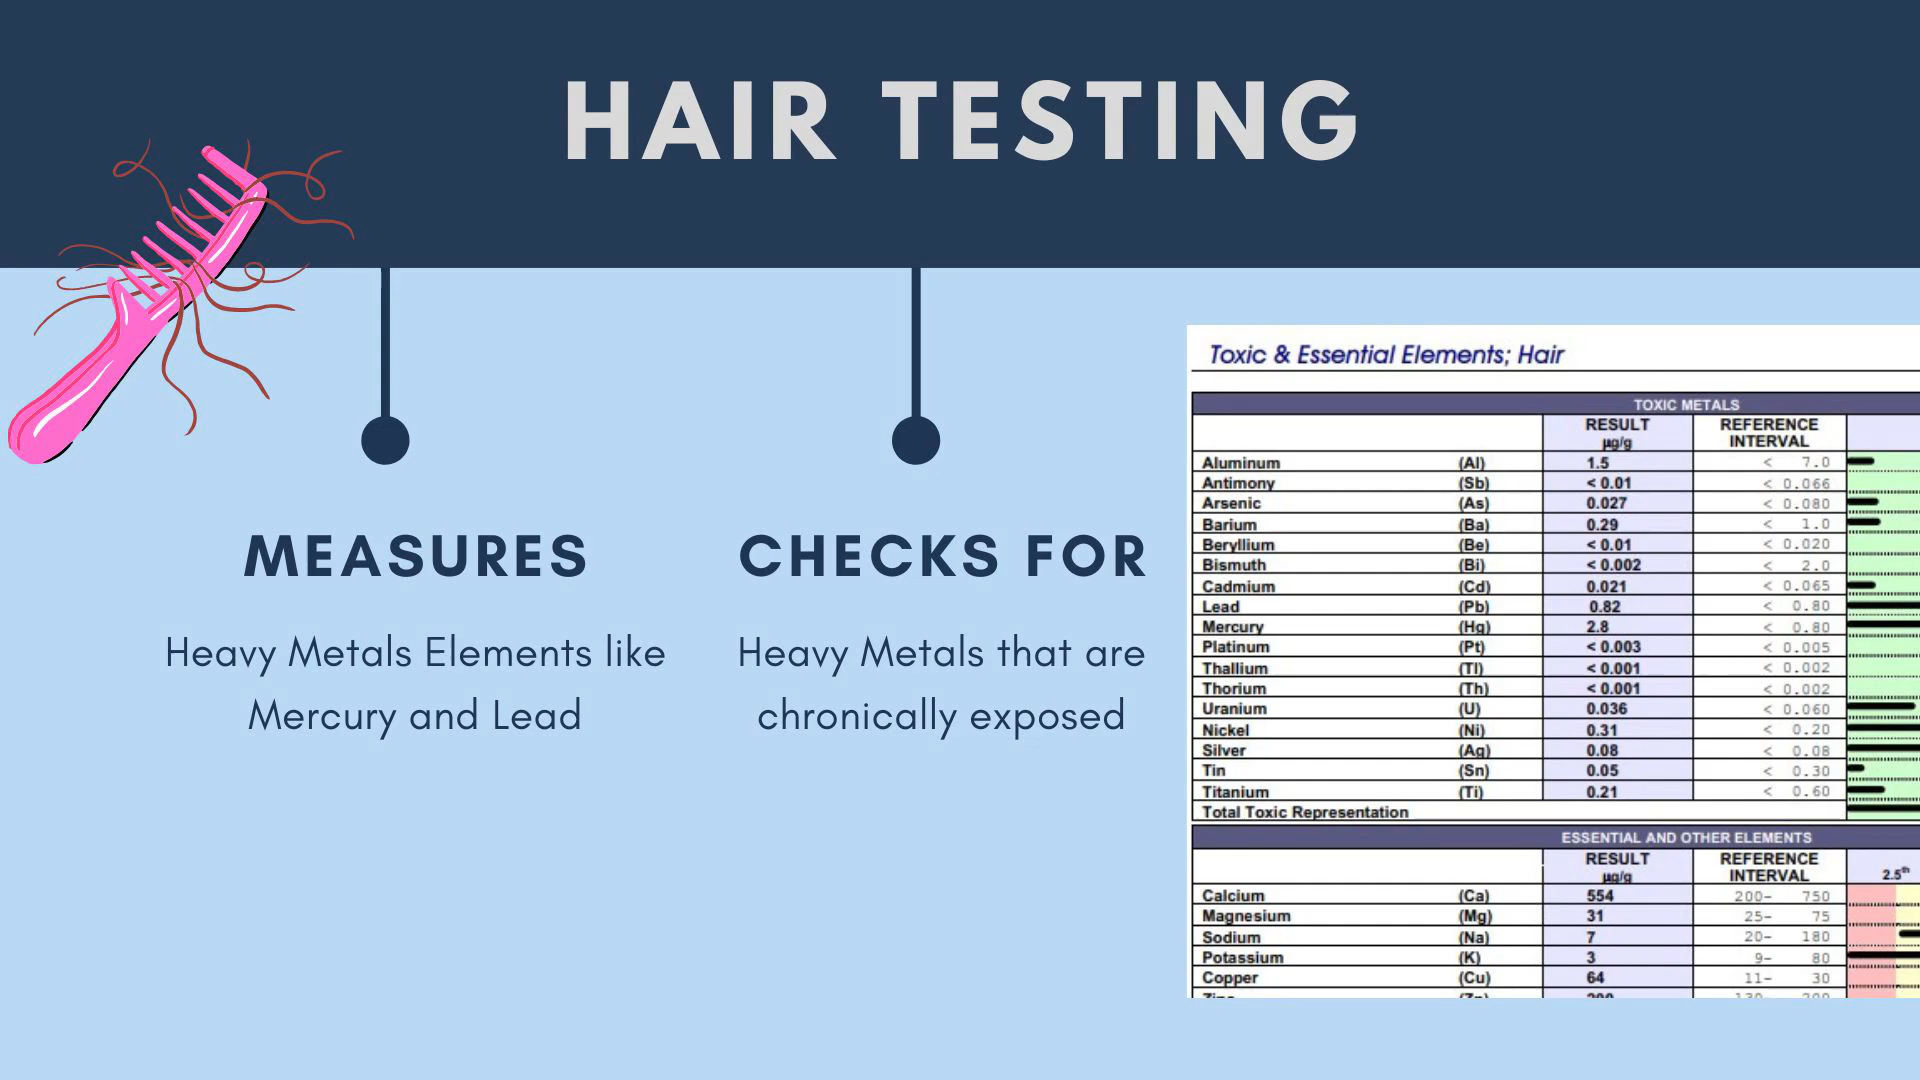 HAIR TESTING
MEASURES
Heavy Metals Elements like
Mercury and Lead
CHECKS FOR
Heavy Metals that are
chronically exposed
Toxic & Essential Elements; Hair
TOXIC METALS
RESULT µg/g REFERENCE INTERVAL
Aluminum (Al) 1.5 < 7.0
Antimony (Sb) < 0.01 < 0.066
Arsenic (As) 0.027 < 0.080
Barium (Ba) 0.29 < 1.0
Beryllium (Be) < 0.01 < 0.020
Bismuth (Bi) < 0.002 < 2.0
Cadmium (Cd) 0.021 < 0.065
Lead (Pb) 0.82 < 0.80
Mercury (Hg) 2.8 < 0.80
Platinum (Pt) < 0.003 < 0.005
Thallium (Tl) < 0.001 < 0.002
Thorium (Th) < 0.001 < 0.002
Uranium (U) 0.036 < 0.060
Nickel (Ni) 0.31 < 0.20
Silver (Ag) 0.08 < 0.08
Tin (Sn) 0.05 < 0.30
Titanium (Ti) 0.21 < 0.60
Total Toxic Representation
ESSENTIAL AND OTHER ELEMENTS
RESULT µg/g REFERENCE INTERVAL 2.5th
Calcium (Ca) 554 200- 750
Magnesium (Mg) 31 25- 75
Sodium (Na) 7 20- 180
Potassium (K) 3 9- 80
Copper (Cu) 64 11- 30